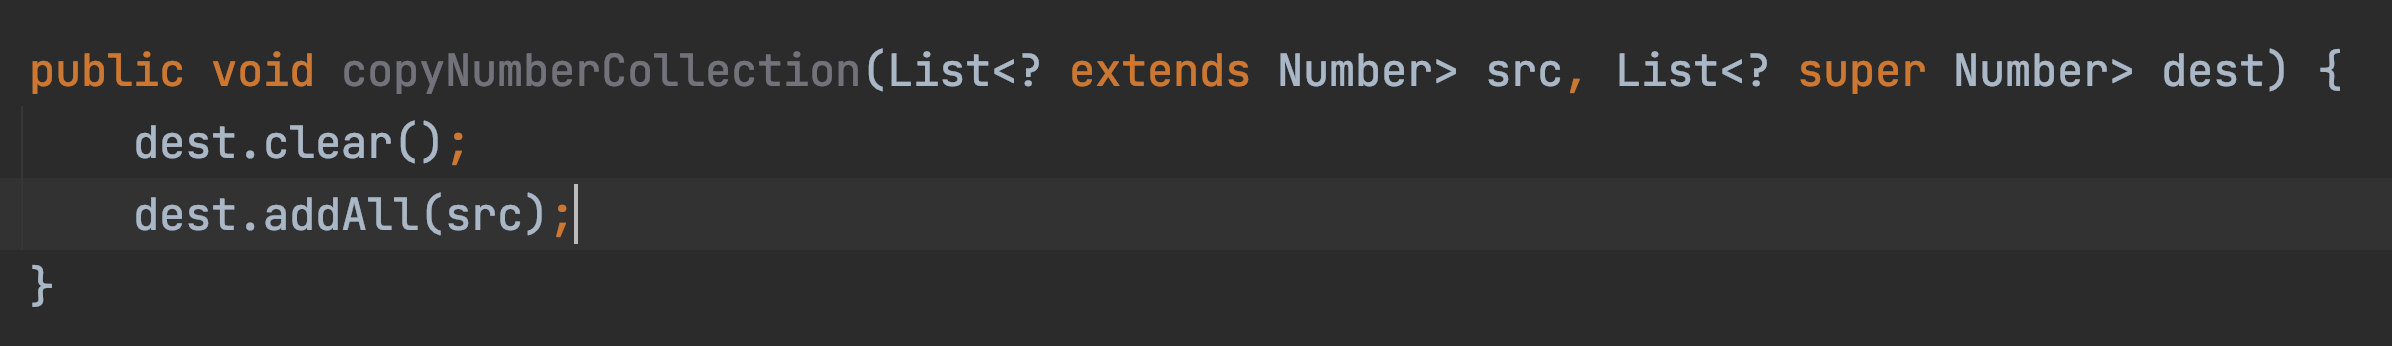 public void copyNumberCollection(List<? extends Number> src, List<? super Number> dest) {
    dest.clear();
    dest.addAll(src);
}